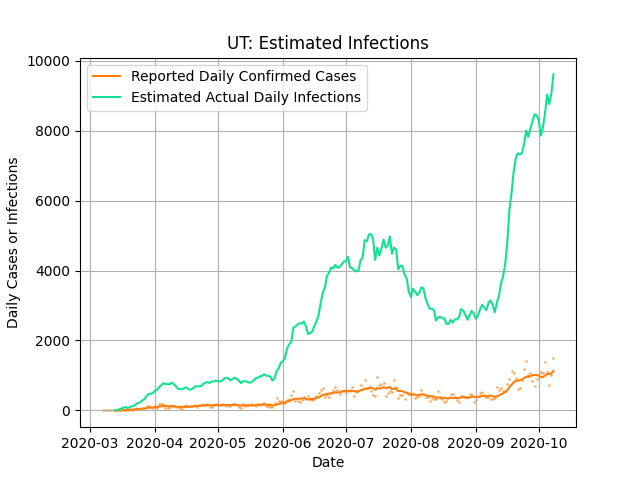 UT: Estimated Infections
Reported Daily Confirmed Cases
Estimated Actual Daily Infections
Daily Cases or Infections
10000
8000
6000
4000
2000
0
2020-03 2020-04 2020-05 2020-06 2020-07 2020-08 2020-09 2020-10
Date